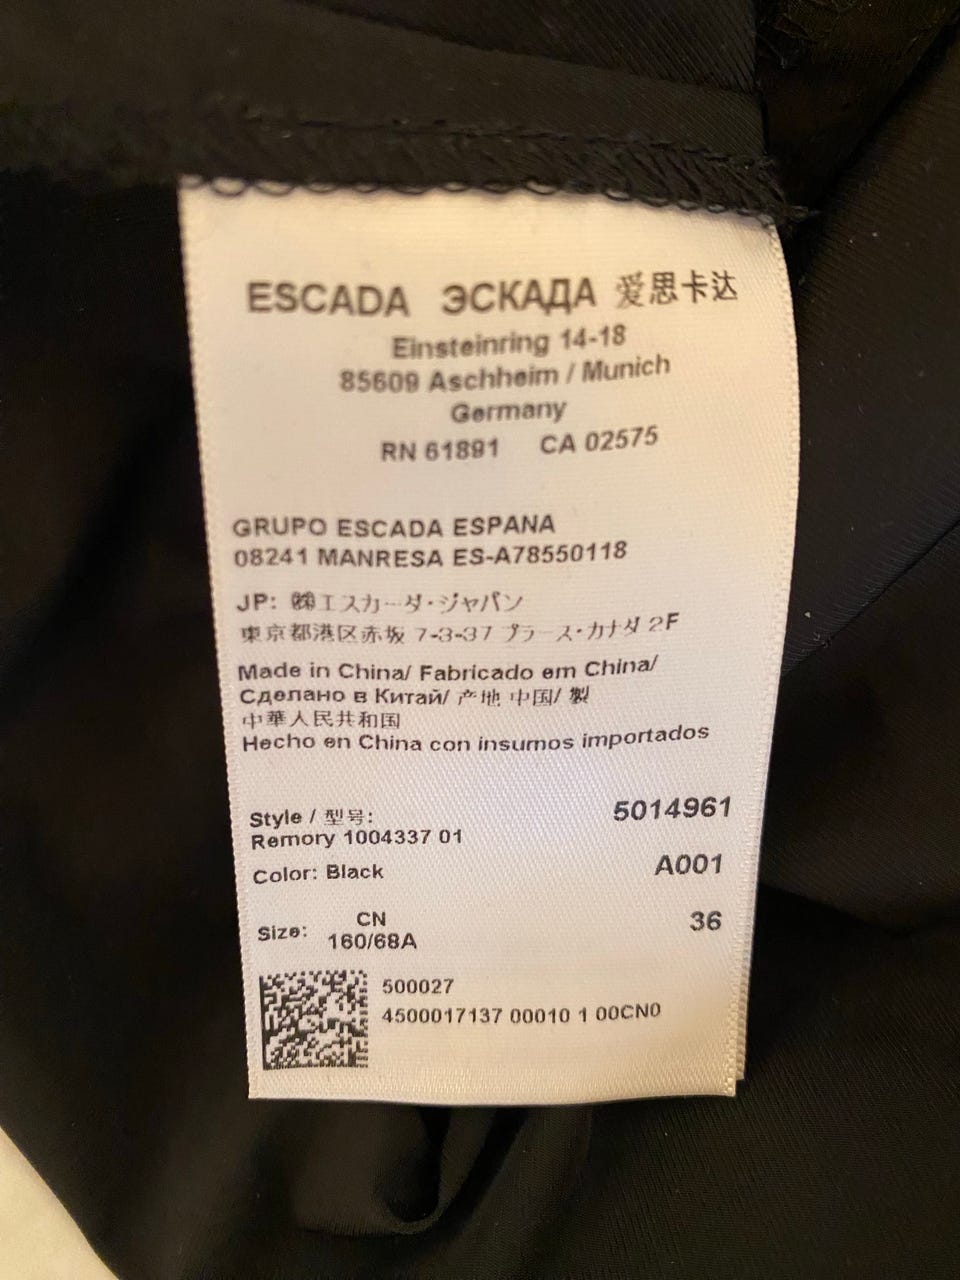 ESCADA ЭСКАДА 爱思卡达
Einsteinring 14-18
85609 Aschheim / Munich
Germany
RN 61891 CA 02575
GRUPO ESCADA ESPANA
08241 MANRESA ES-A78550118
JP: ㈱エスカーダ・ジャパン
東京都港区赤坂 7-3-37 プラース・カナダ 2F
Made in China/ Fabricado em China/
Сделано в Китай/ 产地 中国/ 製
中華人民共和国
Hecho en China con insumos importados
Style / 型号: 5014961
Remory 1004337 01
Color: Black A001
Size: CN 36
160/68A
500027
4500017137 00010 1 00CN0